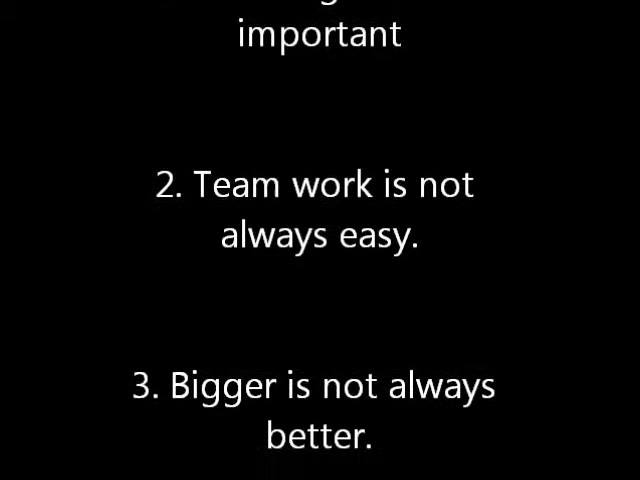 important
2. Team work is not
always easy.
3. Bigger is not always
better.